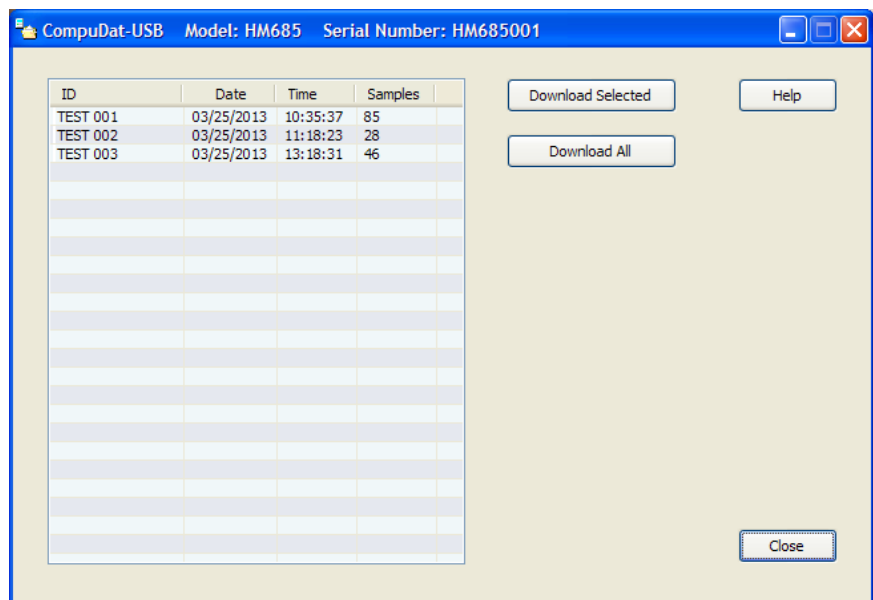 CompuDat-USB Model: HM685 Serial Number: HM685001
ID Date Time Samples
TEST 001 03/25/2013 10:35:37 85
TEST 002 03/25/2013 11:18:23 28
TEST 003 03/25/2013 13:18:31 46
Download Selected
Help
Download All
Close